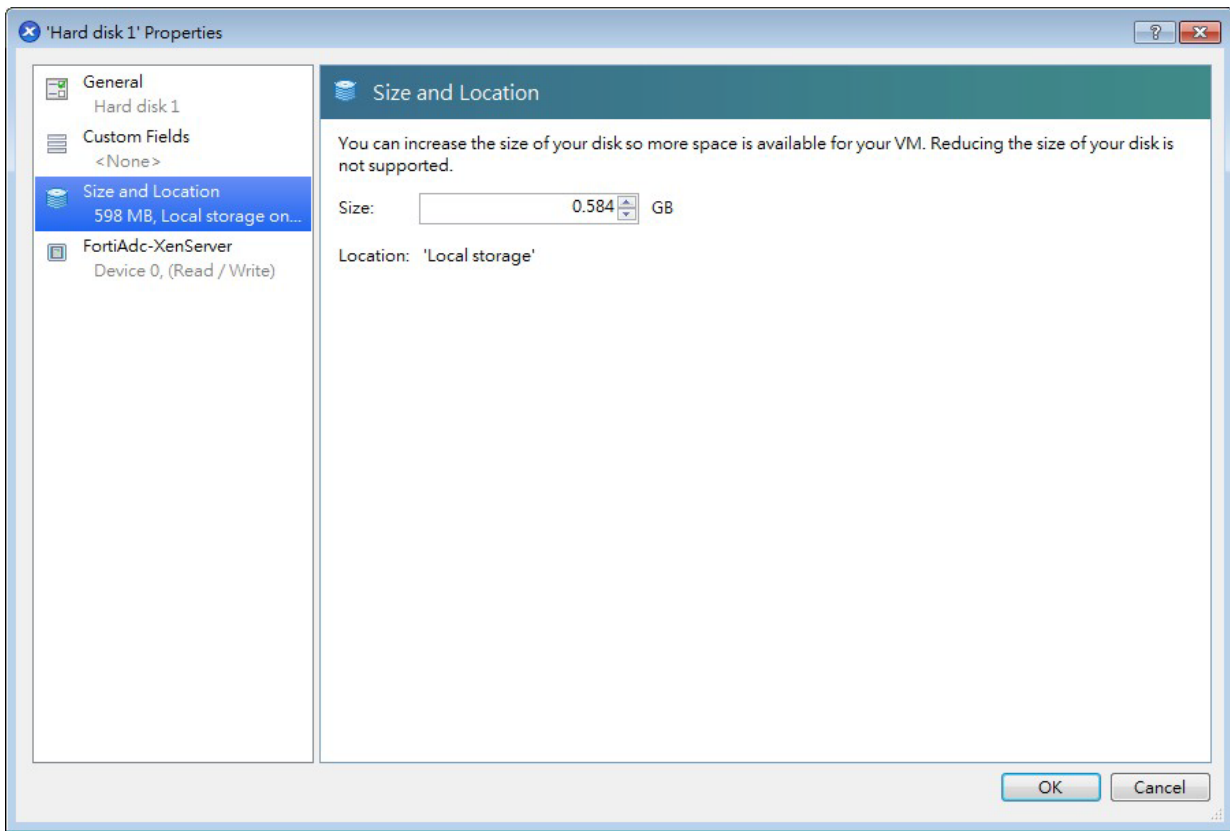 'Hard disk 1' Properties
General
Hard disk 1
Custom Fields
<None>
Size and Location
598 MB, Local storage on...
FortiAdc-XenServer
Device 0, (Read / Write)
Size and Location
You can increase the size of your disk so more space is available for your VM. Reducing the size of your disk is
not supported.
Size: 0.584 GB
Location: 'Local storage'
OK Cancel